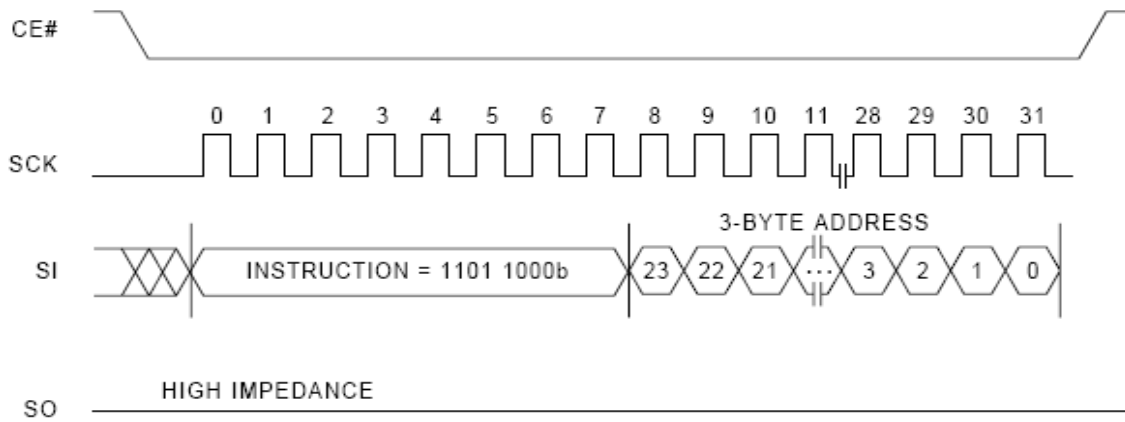 CE#
0 1 2 3 4 5 6 7 8 9 10 11 28 29 30 31
SCK
3-BYTE ADDRESS
SI INSTRUCTION = 1101 1000b 23 22 21 ... 3 2 1 0
HIGH IMPEDANCE
SO